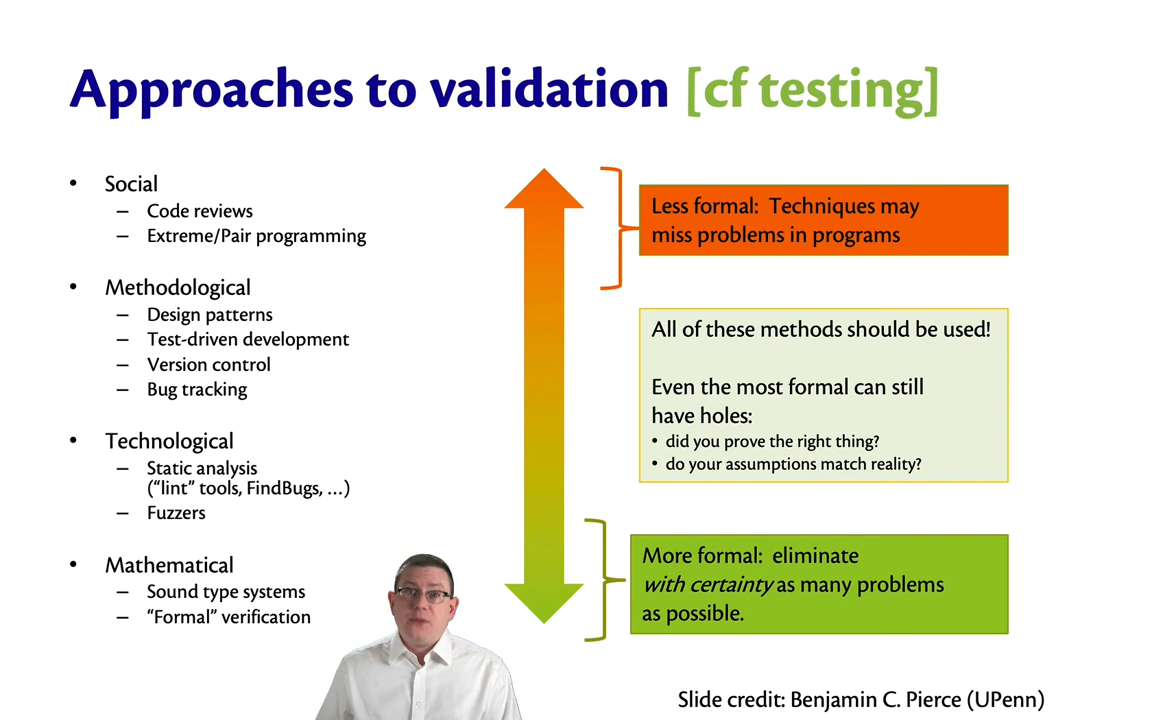 Approaches to validation [cf testing]
• Social
– Code reviews
– Extreme/Pair programming
• Methodological
– Design patterns
– Test-driven development
– Version control
– Bug tracking
• Technological
– Static analysis
(“lint” tools, FindBugs, …)
– Fuzzers
• Mathematical
– Sound type systems
– “Formal” verification
Less formal: Techniques may
miss problems in programs
All of these methods should be used!
Even the most formal can still
have holes:
• did you prove the right thing?
• do your assumptions match reality?
More formal: eliminate
with certainty as many problems
as possible.
Slide credit: Benjamin C. Pierce (UPenn)